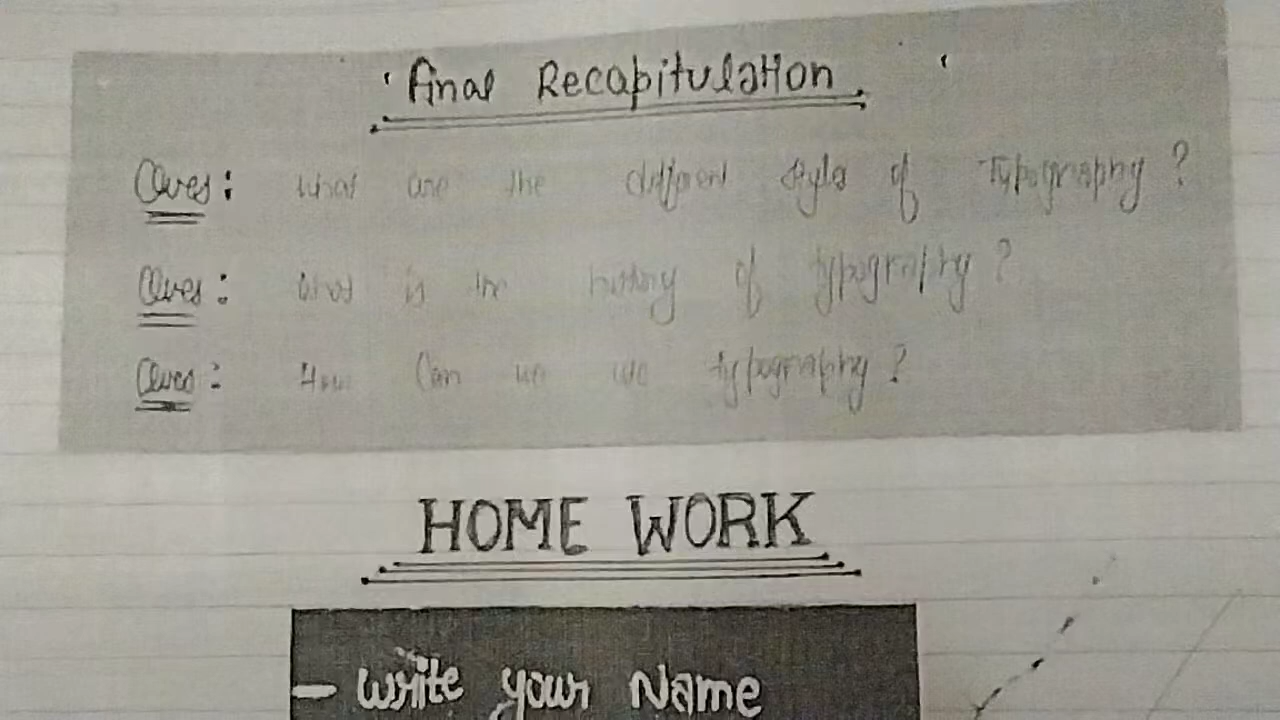 'Final Recapitulation '
Ques: What are the different styles of Typography?
Ques: What is the history of typography?
Ques: How Can we use typography?
HOME WORK
- Write your Name